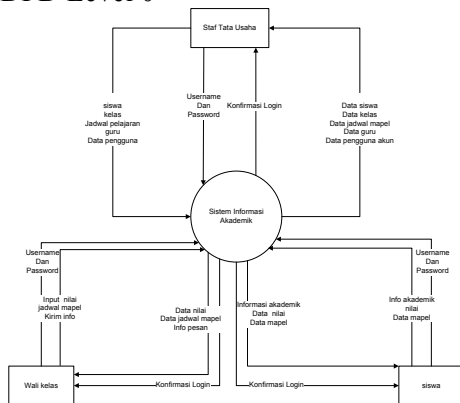 DFD Level 0
Staf Tata Usaha
siswa
kelas
Jadwal pelajaran
guru
Data pengguna
Username
Dan
Password
Konfirmasi Login
Data siswa
Data kelas
Data jadwal mapel
Data guru
Data pengguna akun
Sistem Informasi
Akademik
Username
Dan
Password
Input nilai
jadwal mapel
Kirim info
Data nilai
Data jadwal mapel
Info pesan
Informasi akademik
Data nilai
Data mapel
Info akademik
nilai
Data mapel
Username
Dan
Password
Wali kelas
Konfirmasi Login
Konfirmasi Login
siswa